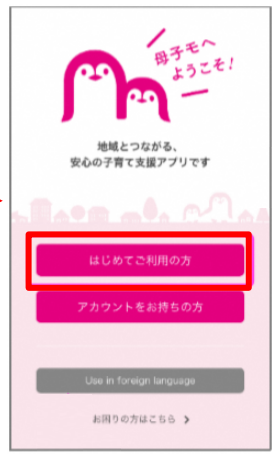 母子モへ
ようこそ!
地域とつながる、
安心の子育て支援アプリです
はじめてご利用の方
アカウントをお持ちの方
Use in foreign language
お困りの方はこちら >